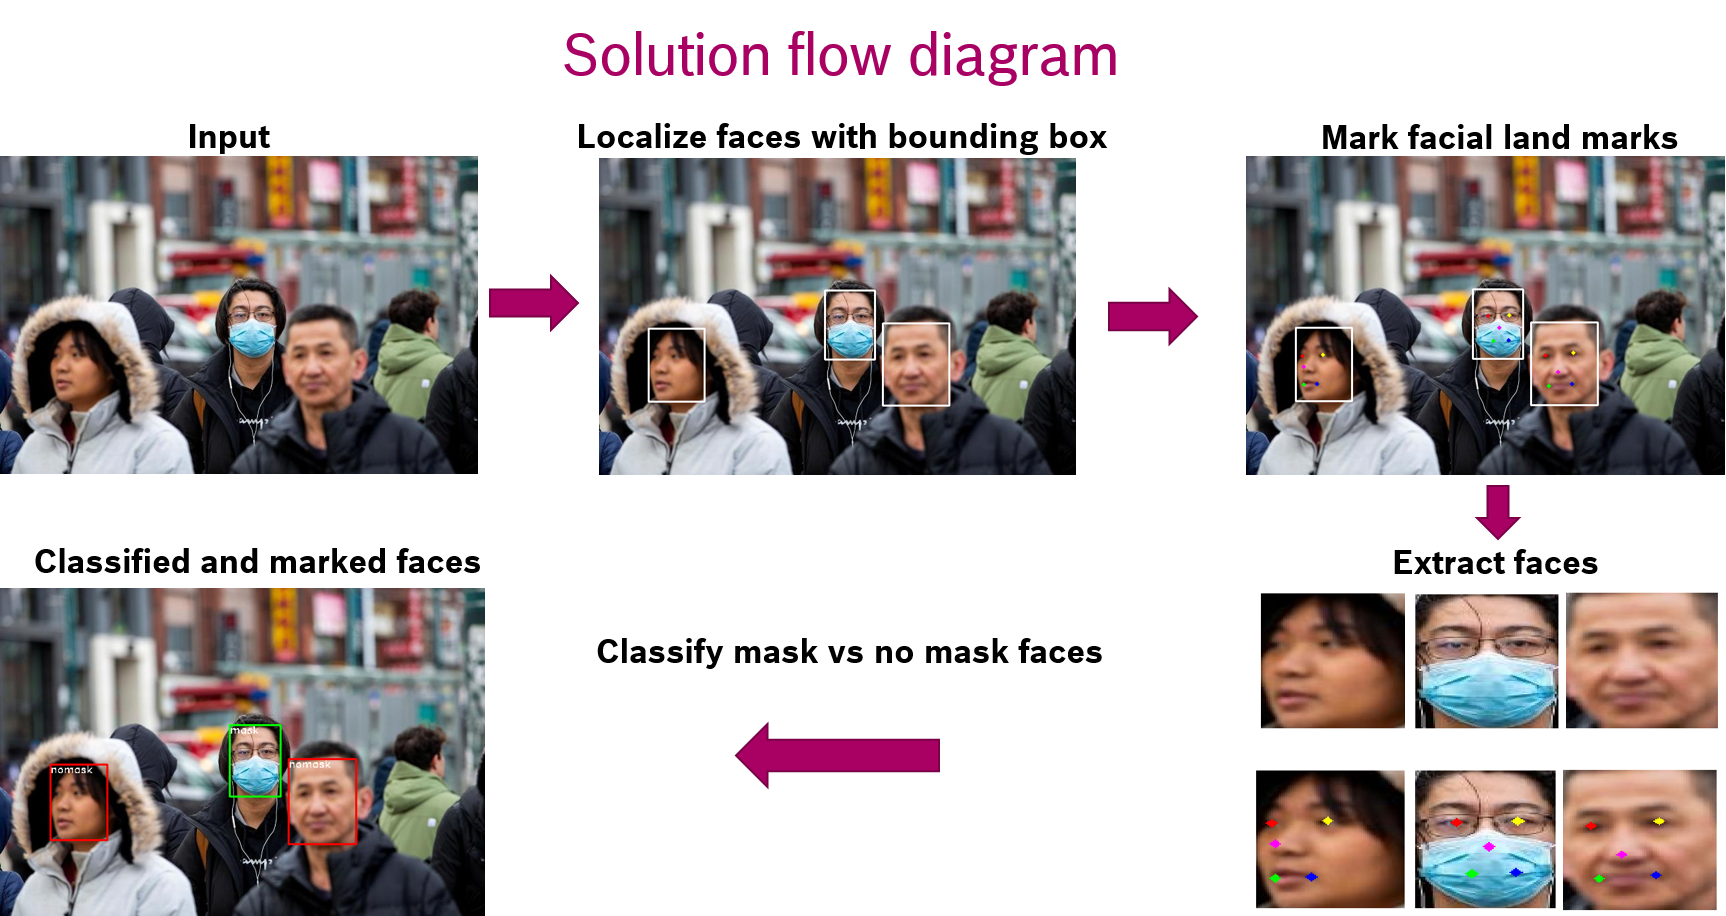 Solution flow diagram
Input
Localize faces with bounding box
Mark facial land marks
Extract faces
Classify mask vs no mask faces
Classified and marked faces
mask
nomask
nomask